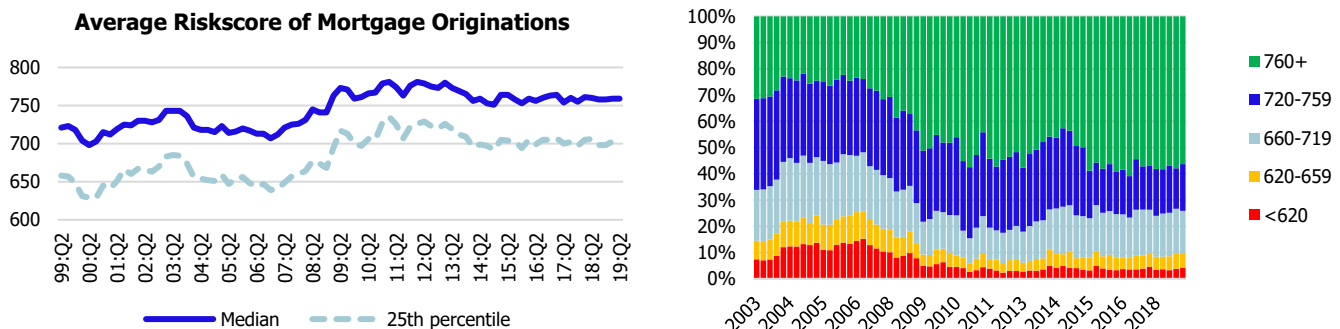 Average Riskscore of Mortgage Originations
800
750
700
650
600
99:Q2
00:Q2
01:Q2
02:Q2
03:Q2
04:Q2
05:Q2
06:Q2
07:Q2
08:Q2
09:Q2
10:Q2
11:Q2
12:Q2
13:Q2
14:Q2
15:Q2
16:Q2
17:Q2
18:Q2
19:Q2
Median
25th percentile
100%
90%
80%
70%
60%
50%
40%
30%
20%
10%
0%
2003
2004
2005
2006
2008
2009
2010
2011
2013
2014
2015
2016
2018
760+
720-759
660-719
620-659
<620